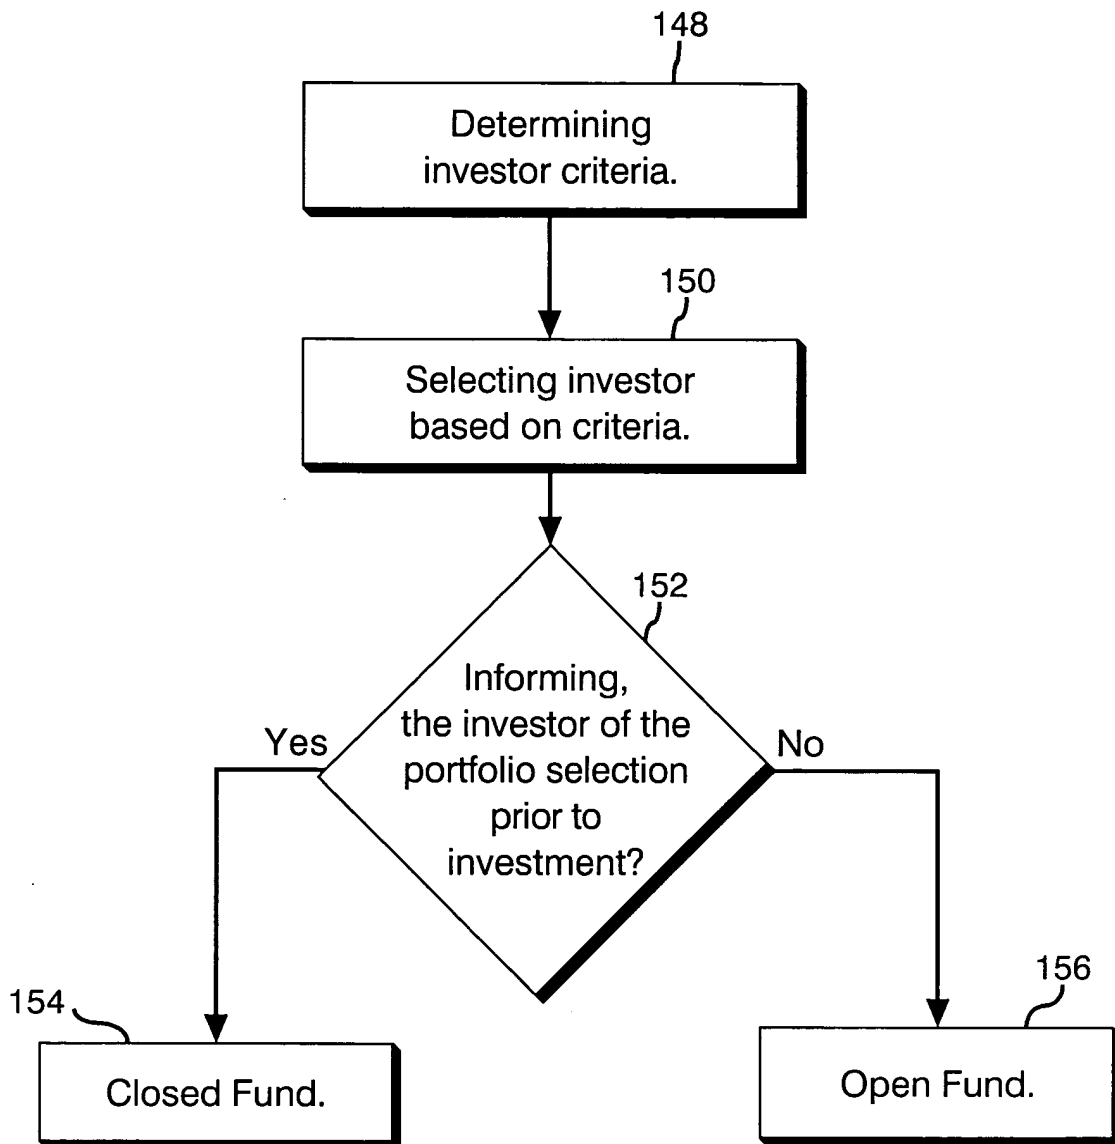 148
Determining
investor criteria.
150
Selecting investor
based on criteria.
152
Informing,
the investor of the
portfolio selection
prior to
investment?
Yes
No
154
Closed Fund.
156
Open Fund.